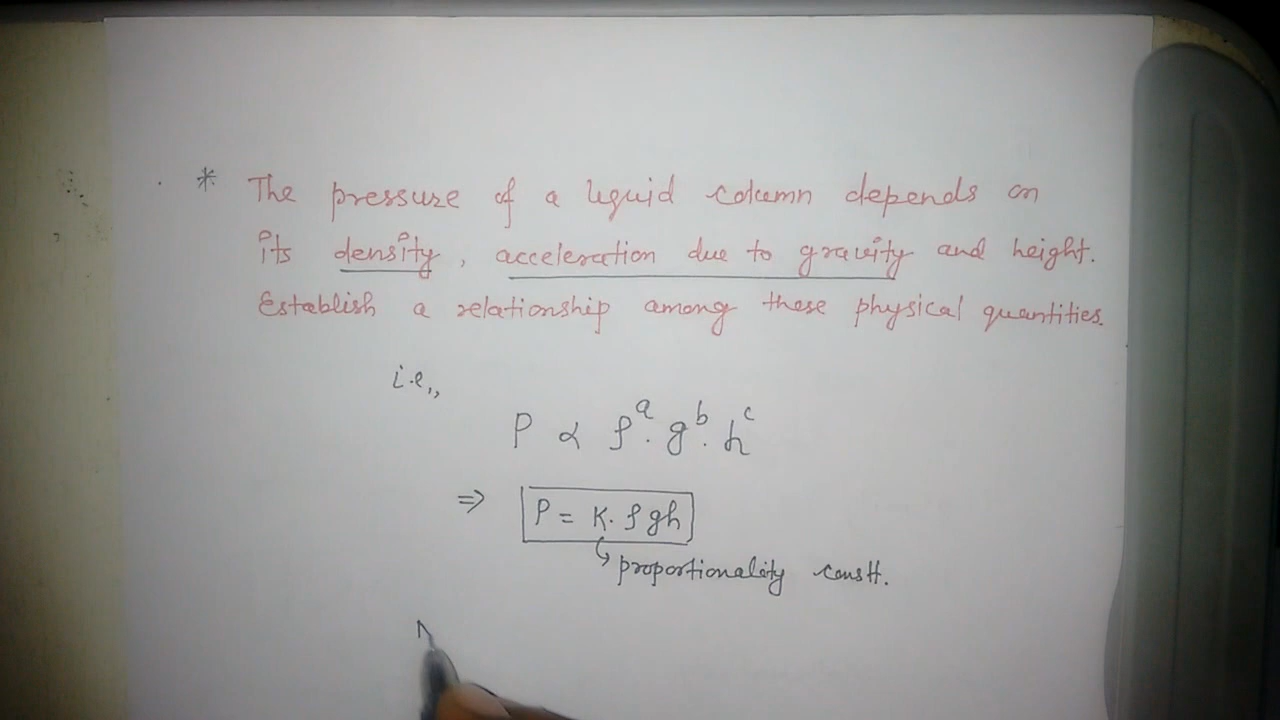 * The pressure of a liquid column depends on
its density, acceleration due to gravity and height.
Establish a relationship among these physical quantities.
i.e.,
P ∝ ρ^a . g^b . h^c
⇒ P = K. ρgh
↳ proportionality constt.